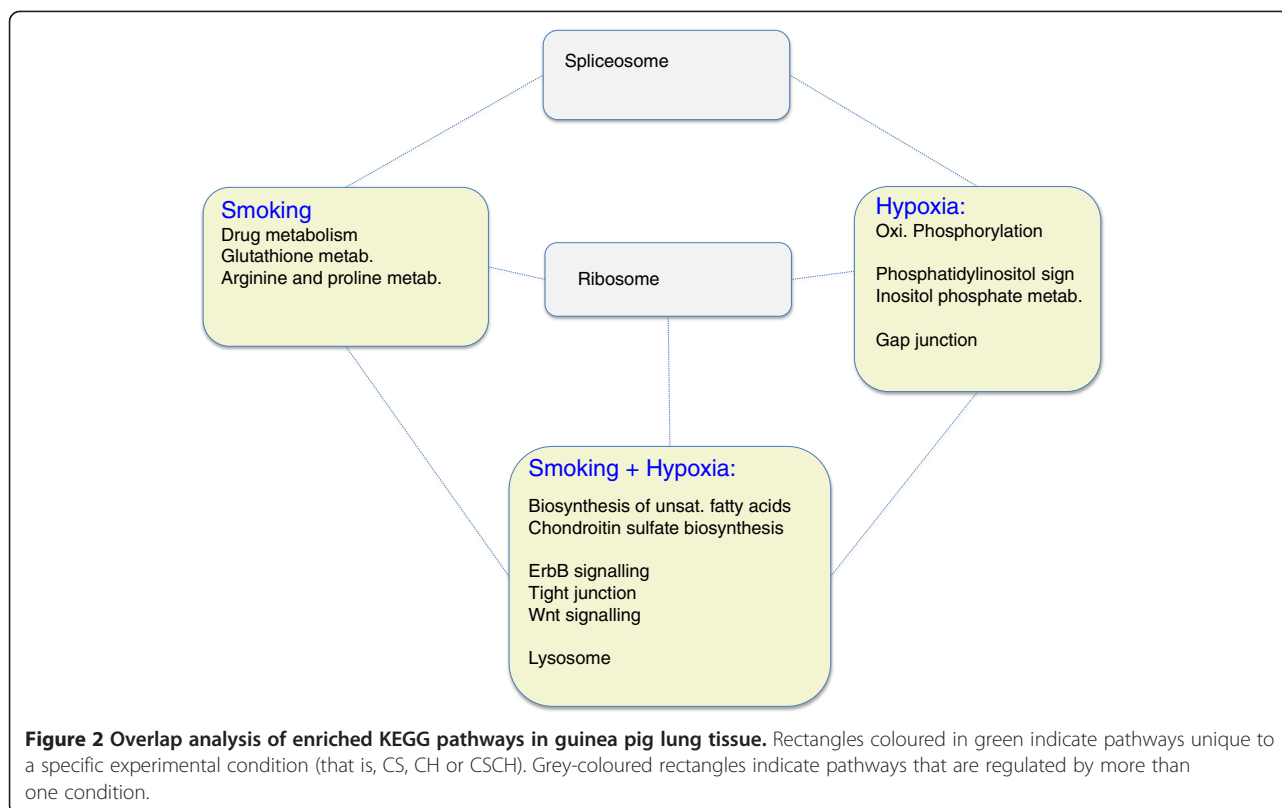 Spliceosome
Smoking
Drug metabolism
Glutathione metab.
Arginine and proline metab.
Hypoxia:
Oxi. Phosphorylation
Phosphatidylinositol sign
Inositol phosphate metab.
Gap junction
Ribosome
Smoking + Hypoxia:
Biosynthesis of unsat. fatty acids
Chondroitin sulfate biosynthesis
ErbB signalling
Tight junction
Wnt signalling
Lysosome
Figure 2 Overlap analysis of enriched KEGG pathways in guinea pig lung tissue. Rectangles coloured in green indicate pathways unique to
a specific experimental condition (that is, CS, CH or CSCH). Grey-coloured rectangles indicate pathways that are regulated by more than
one condition.